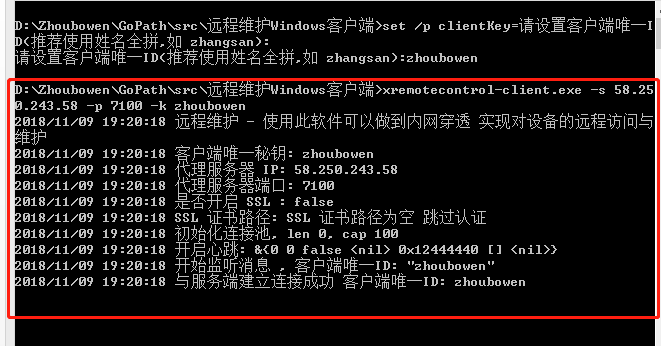 D:\Zhoubowen\GoPath\src\远程维护Windows客户端>set /p clientKey=请设置客户端唯一I
D(推荐使用姓名全拼,如 zhangsan):
请设置客户端唯一ID(推荐使用姓名全拼,如 zhangsan):zhoubowen
D:\Zhoubowen\GoPath\src\远程维护Windows客户端>xremotecontrol-client.exe -s 58.25
0.243.58 -p 7100 -k zhoubowen
2018/11/09 19:20:18 远程维护 - 使用此软件可以做到内网穿透 实现对设备的远程访问与
维护
2018/11/09 19:20:18 客户端唯一秘钥: zhoubowen
2018/11/09 19:20:18 代理服务器 IP: 58.250.243.58
2018/11/09 19:20:18 代理服务器端口: 7100
2018/11/09 19:20:18 是否开启 SSL : false
2018/11/09 19:20:18 SSL 证书路径: SSL 证书路径为空 跳过认证
2018/11/09 19:20:18 初始化连接池, len 0, cap 100
2018/11/09 19:20:18 开启心跳: &{0 0 false <nil> 0x12444440 [] <nil>}
2018/11/09 19:20:18 开始监听消息 , 客户端唯一ID: "zhoubowen"
2018/11/09 19:20:18 与服务端建立连接成功 客户端唯一ID: zhoubowen